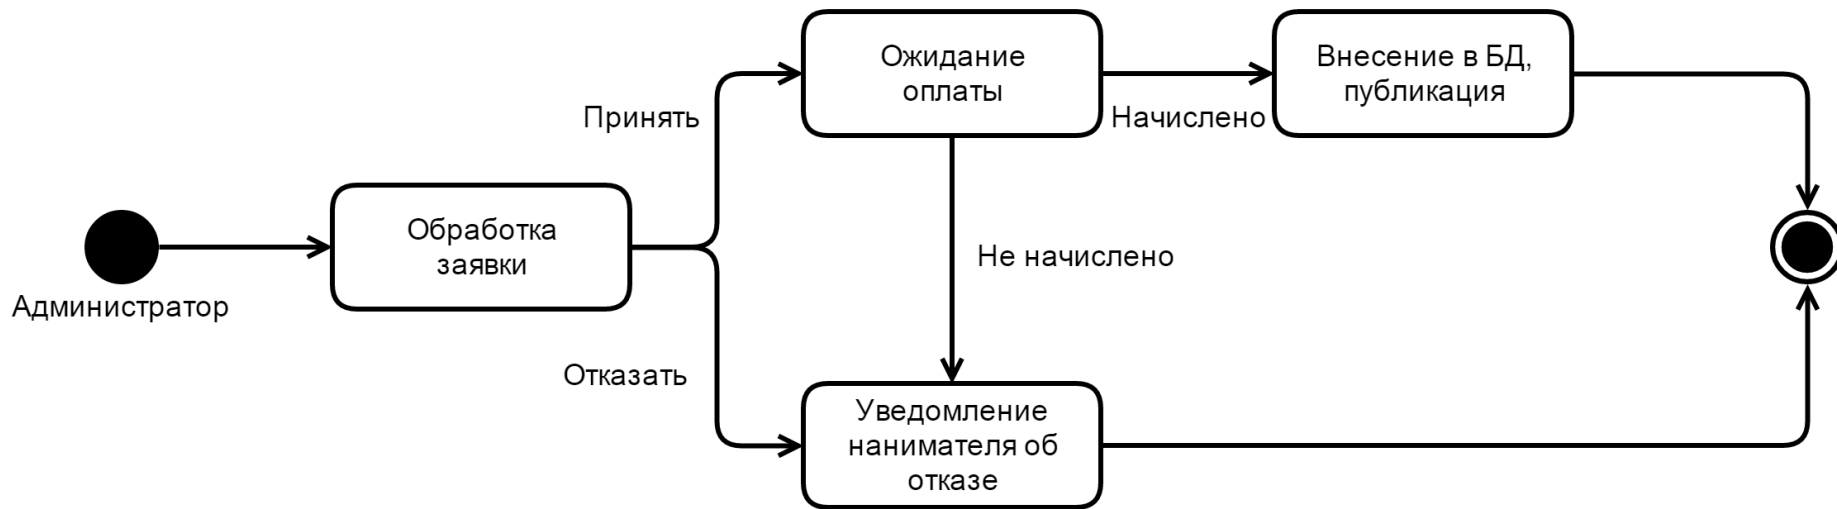 Ожидание
оплаты
Внесение в БД,
публикация
Принять
Начислено
Обработка
заявки
Не начислено
Администратор
Отказать
Уведомление
нанимателя об
отказе